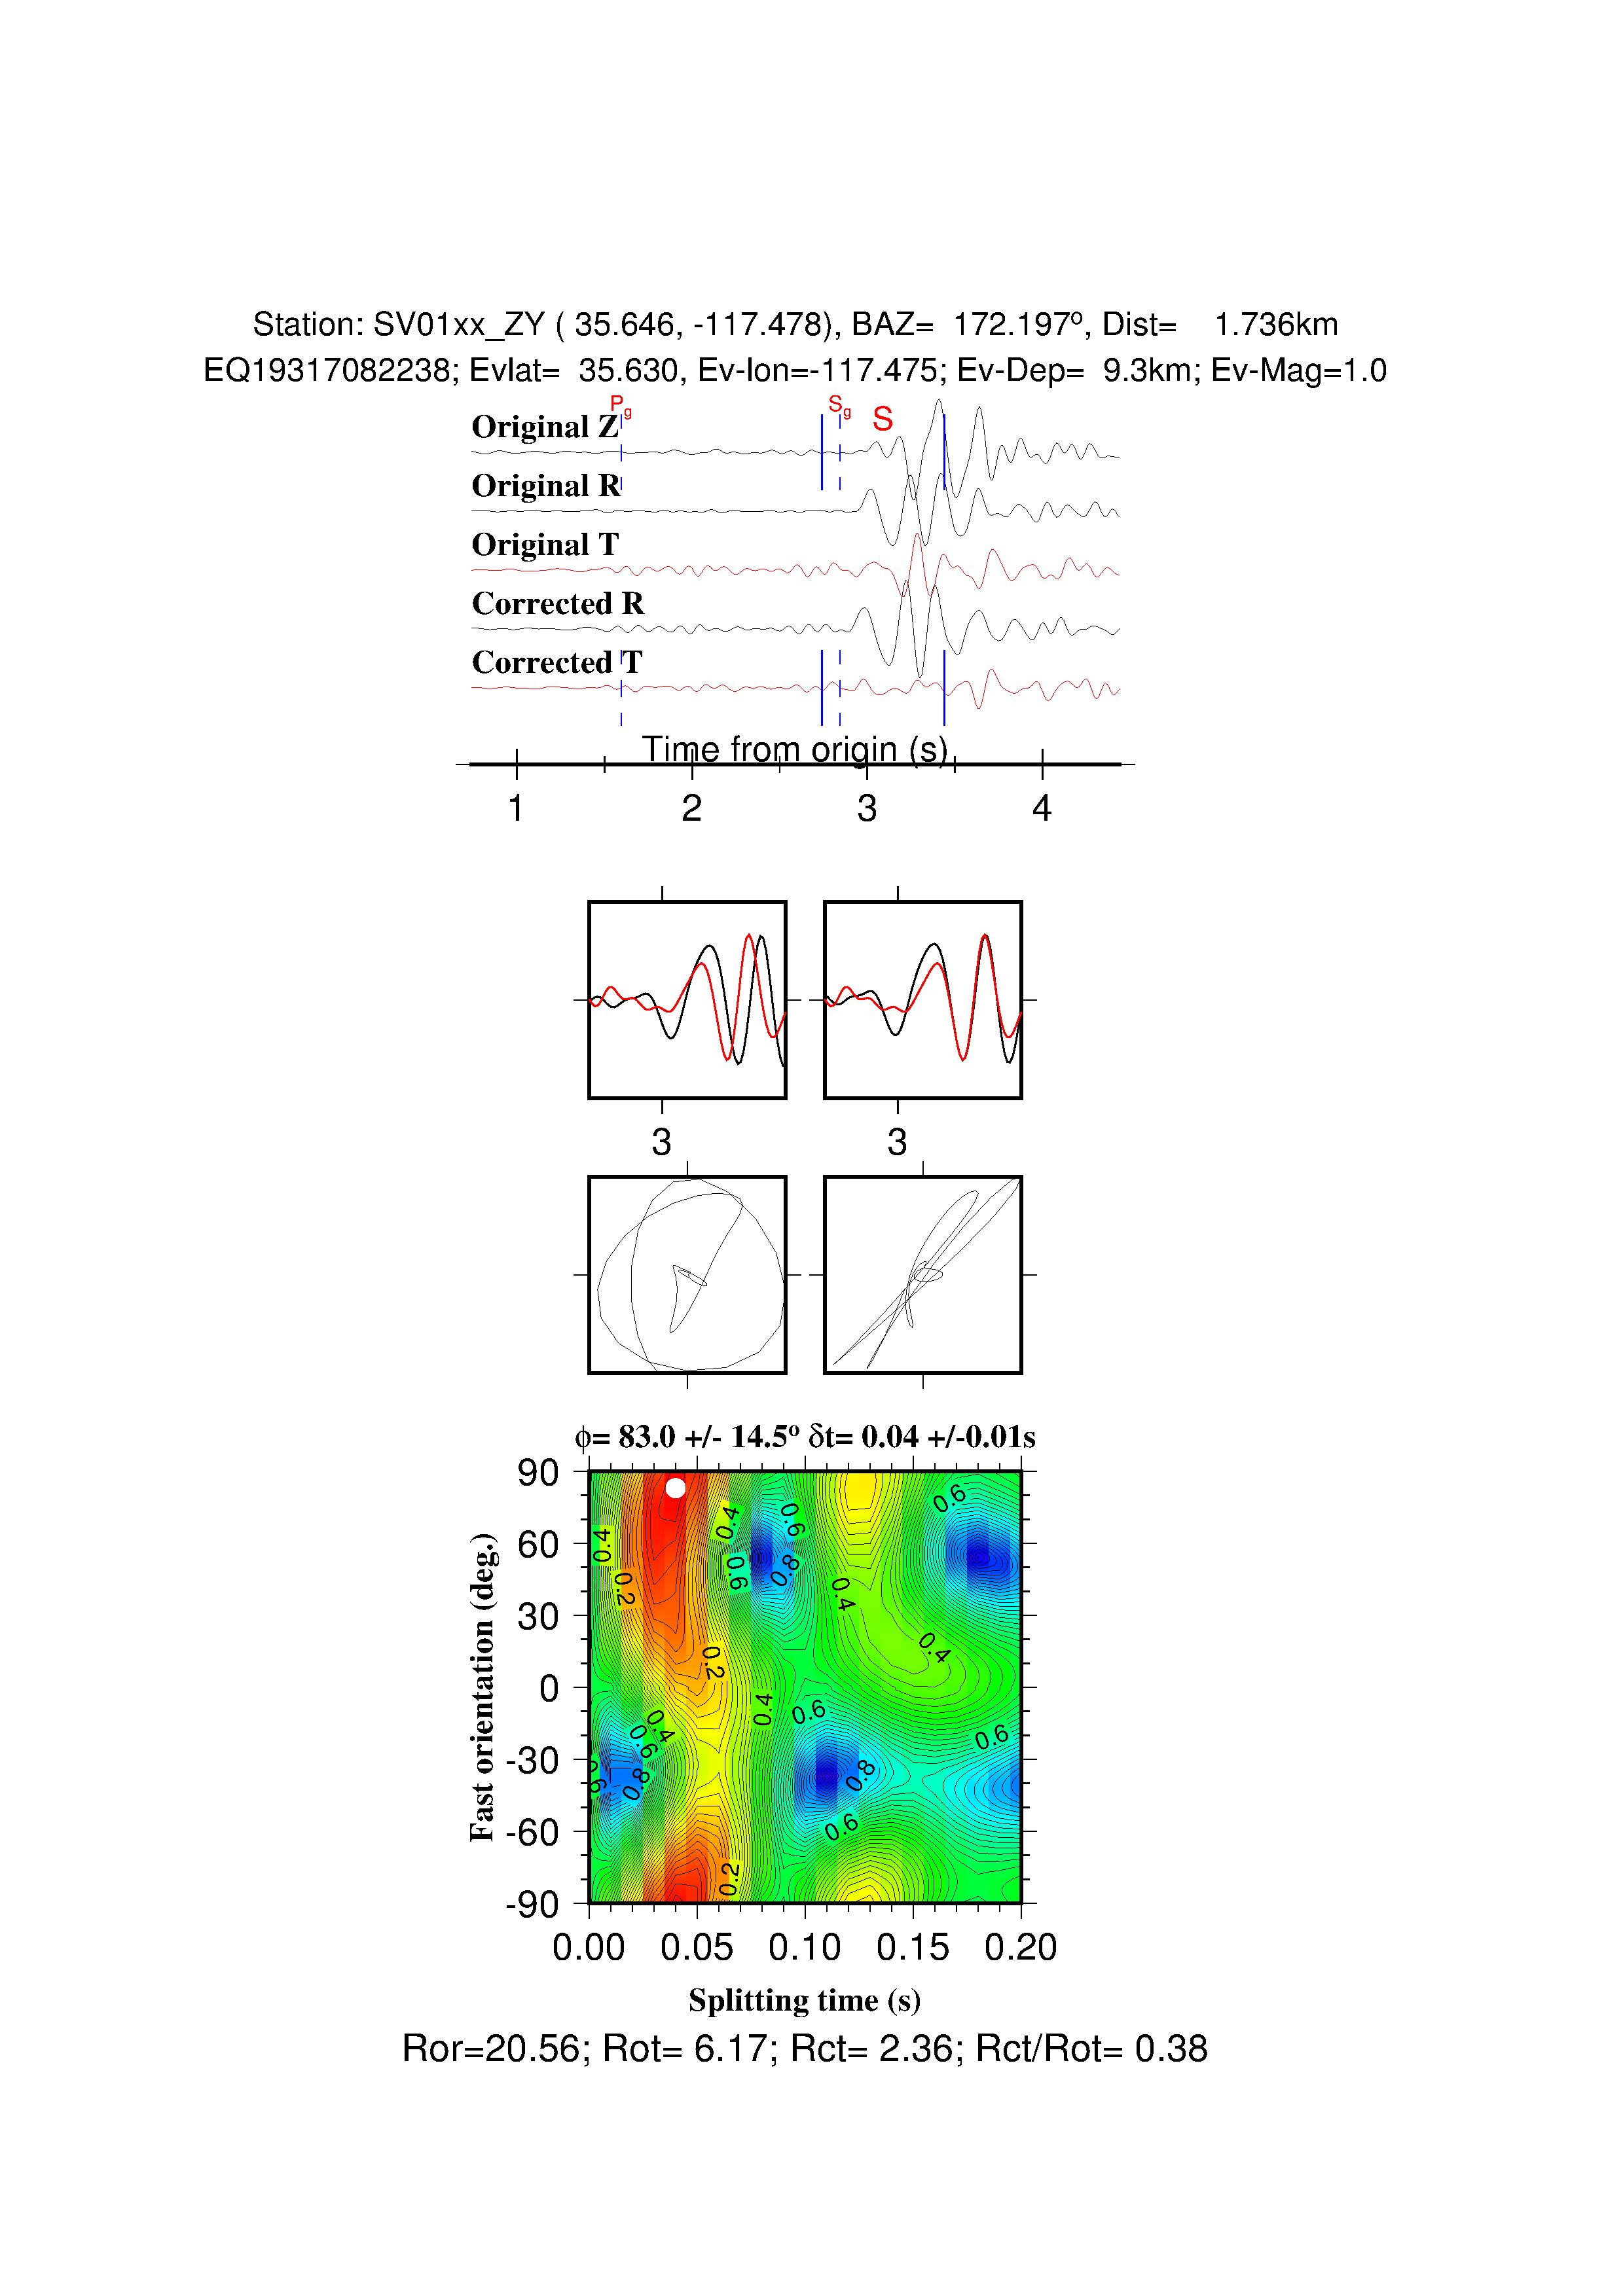 Station: SV01xx_ZY ( 35.646, -117.478), BAZ= 172.197º, Dist= 1.736km
EQ19317082238; Evlat= 35.630, Ev-lon=-117.475; Ev-Dep= 9.3km; Ev-Mag=1.0
Pg Sg S
Original Z
Original R
Original T
Corrected R
Corrected T
Time from origin (s)
1 2 3 4
3 3
ϕ= 83.0 +/- 14.5º δt= 0.04 +/-0.01s
Fast orientation (deg.)
90
60
30
0
-30
-60
-90
0.4 0.2 0.4 0.6 0.6 0.8 0.6
0.2 0.4 0.4
0.4 0.6 0.4 0.6 0.6
0.6 0.8 0.8
0.2 0.6
0.00 0.05 0.10 0.15 0.20
Splitting time (s)
Ror=20.56; Rot= 6.17; Rct= 2.36; Rct/Rot= 0.38